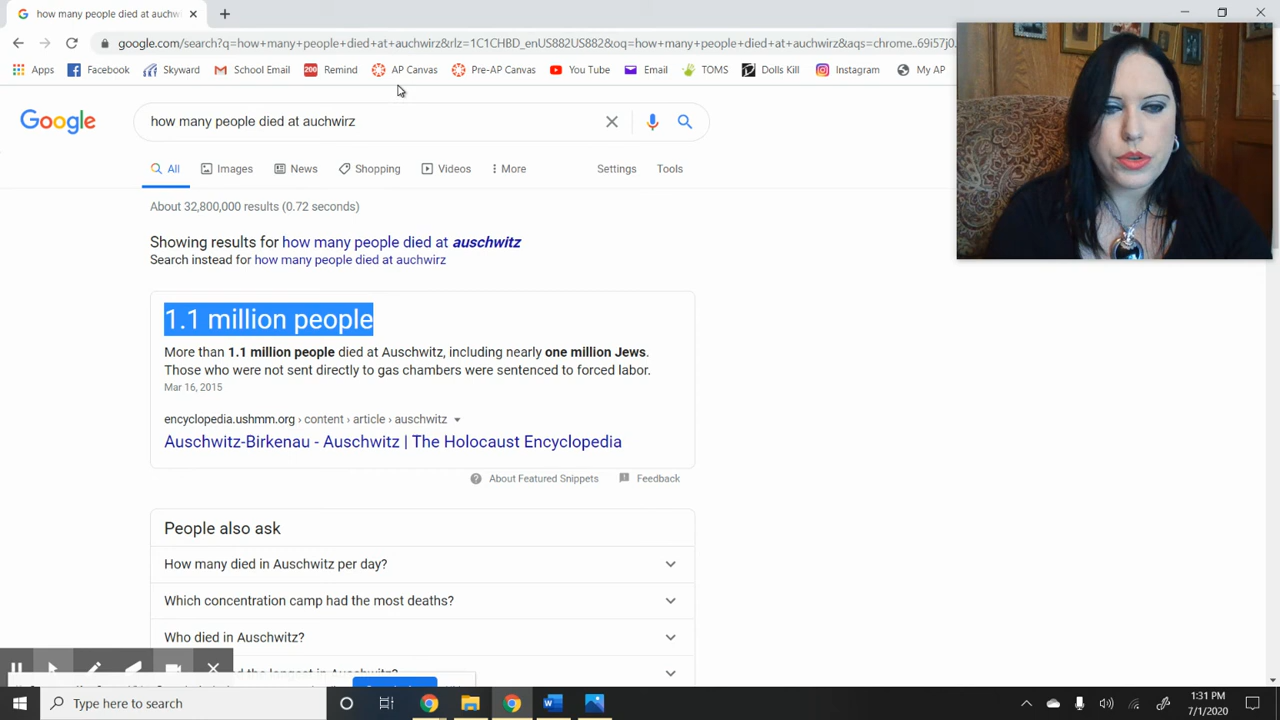 how many people died at auchw
google.com/search?q=how+many+people+died+at+auchwirz&rlz=1C1CHBD_enUS882US882&oq=how+many+people+died+at+auchwirz&aqs=chrome..69i57j0.
Apps Facebook Skyward School Email 200 Remind AP Canvas Pre-AP Canvas You Tube Email TOMS Dolls Kill Instagram My AP
Google
how many people died at auchwirz
All Images News Shopping Videos More Settings Tools
About 32,800,000 results (0.72 seconds)
Showing results for how many people died at auschwitz
Search instead for how many people died at auchwirz
1.1 million people
More than 1.1 million people died at Auschwitz, including nearly one million Jews.
Those who were not sent directly to gas chambers were sentenced to forced labor.
Mar 16, 2015
encyclopedia.ushmm.org › content › article › auschwitz
Auschwitz-Birkenau - Auschwitz | The Holocaust Encyclopedia
About Featured Snippets Feedback
People also ask
How many died in Auschwitz per day?
Which concentration camp had the most deaths?
Who died in Auschwitz?
the longest in Auschwitz?
Type here to search
1:31 PM
7/1/2020